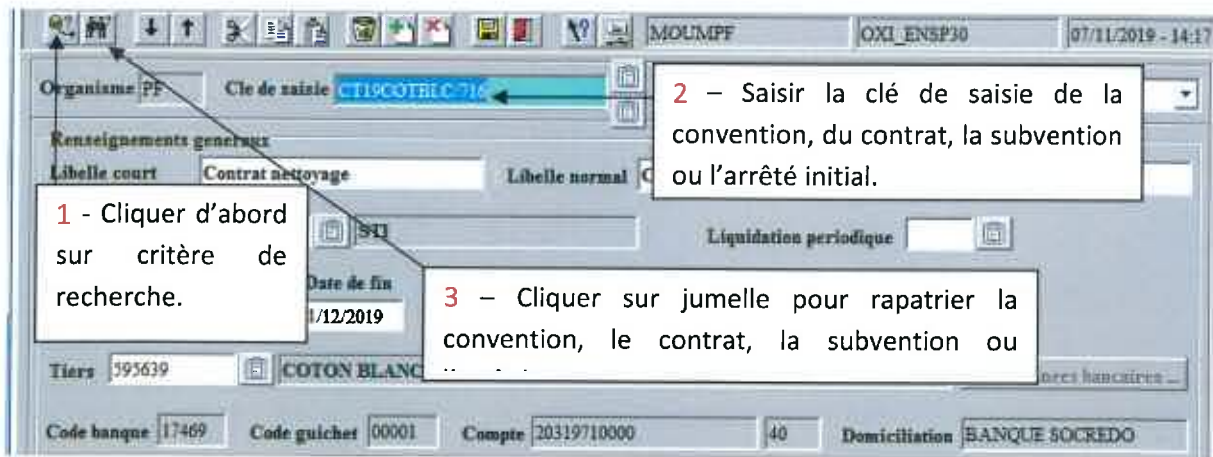 MOUMPF OXI_ENSP30 07/11/2019 - 14:17
Organisme PF Cle de saisie CT19COTBLC-716
2 – Saisir la clé de saisie de la
convention, du contrat, la subvention
ou l'arrêté initial.
Renseignements generaux
Libelle court Contrat nettoyage Libelle normal C
1 - Cliquer d'abord
sur critère de
recherche.
STI Liquidation periodique
Date de fin
1/12/2019
3 – Cliquer sur jumelle pour rapatrier la
convention, le contrat, la subvention ou
Tiers 595639 COTON BLANC bancaires ...
Code banque 17469 Code guichet 00001 Compte 20319710000 40 Domiciliation BANQUE SOCREDO